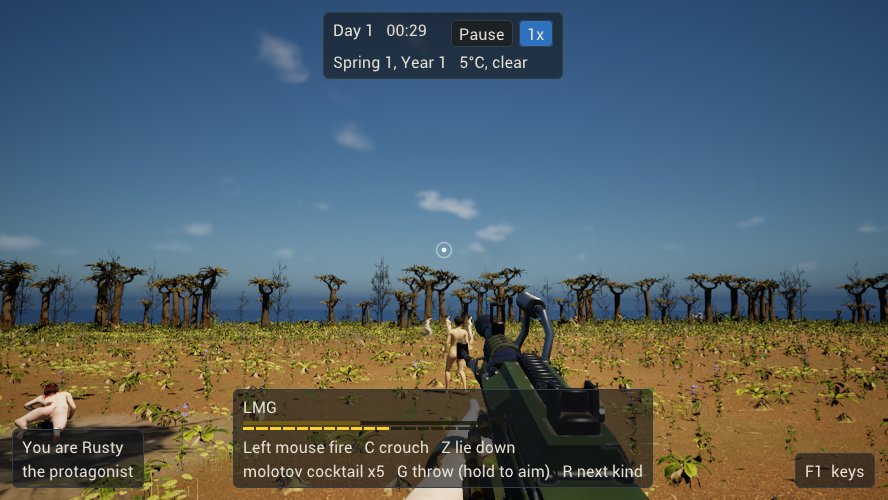 Day 1 00:29 Pause 1x
Spring 1, Year 1 5°C, clear
LMG
Left mouse fire C crouch Z lie down
molotov cocktail x5 G throw (hold to aim) R next kind
You are Rusty
the protagonist
F1 keys